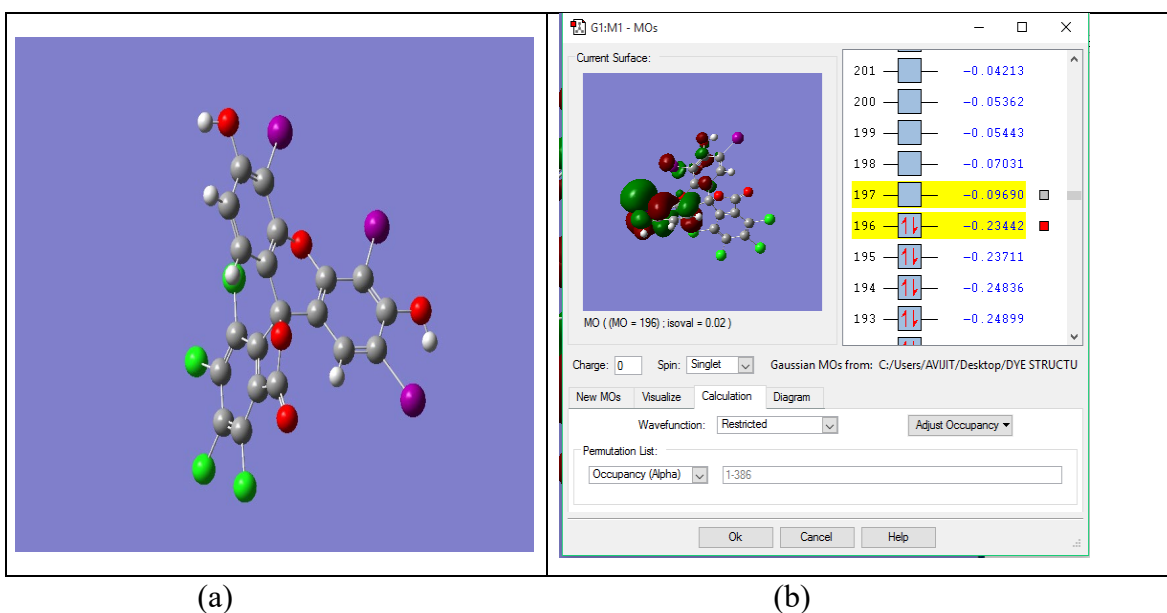 G1:M1 - MOs
Current Surface:
201 -0.04213
200 -0.05362
199 -0.05443
198 -0.07031
197 -0.09690
196 -0.23442
195 -0.23711
194 -0.24836
193 -0.24899
MO ( (MO = 196) ; isoval = 0.02 )
Charge: 0 Spin: Singlet Gaussian MOs from: C:/Users/AVIJIT/Desktop/DYE STRUCTU
New MOs Visualize Calculation Diagram
Wavefunction: Restricted Adjust Occupancy
Permutation List:
Occupancy (Alpha) 1-386
Ok Cancel Help
(a) (b)